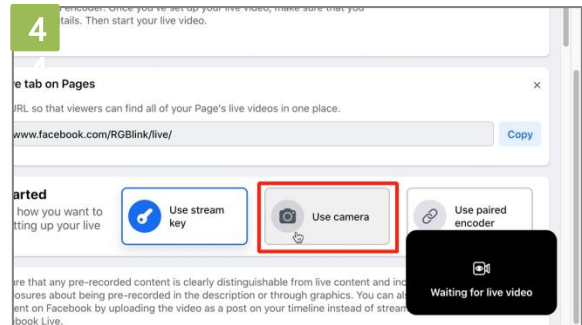 4
encoder. Once you've set up your live video, make sure that you
tails. Then start your live video.
e tab on Pages
URL so that viewers can find all of your Page's live videos in one place.
www.facebook.com/RGBlink/live/
Copy
arted
how you want to
tting up your live
Use stream
key
Use camera
Use paired
encoder
Waiting for live video
re that any pre-recorded content is clearly distinguishable from live content and inc
osures about being pre-recorded in the description or through graphics. You can al
ent on Facebook by uploading the video as a post on your timeline instead of stream
book Live.